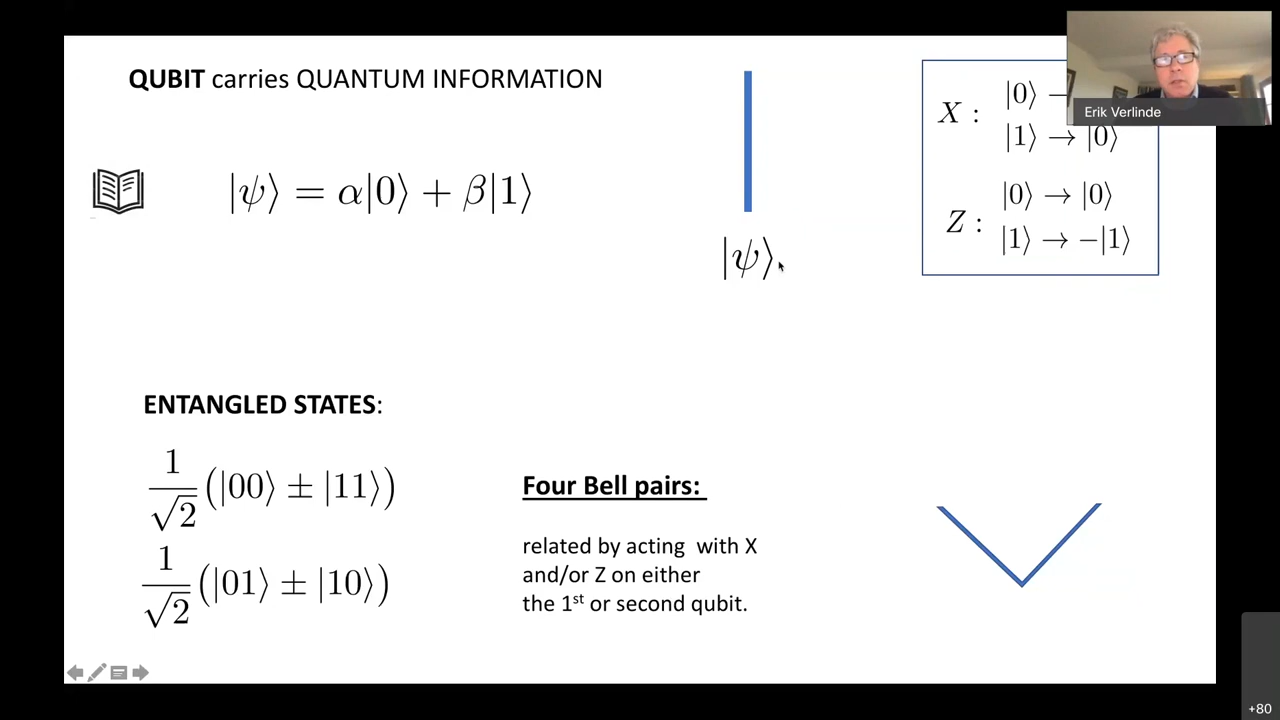 QUBIT carries QUANTUM INFORMATION
|ψ⟩ = α|0⟩ + β|1⟩
|ψ⟩
X :
|0⟩ →
|1⟩ → |0⟩
Z :
|0⟩ → |0⟩
|1⟩ → −|1⟩
Erik Verlinde
ENTANGLED STATES:
1/√2 (|00⟩ ± |11⟩)
1/√2 (|01⟩ ± |10⟩)
Four Bell pairs:
related by acting with X
and/or Z on either
the 1st or second qubit.
+80